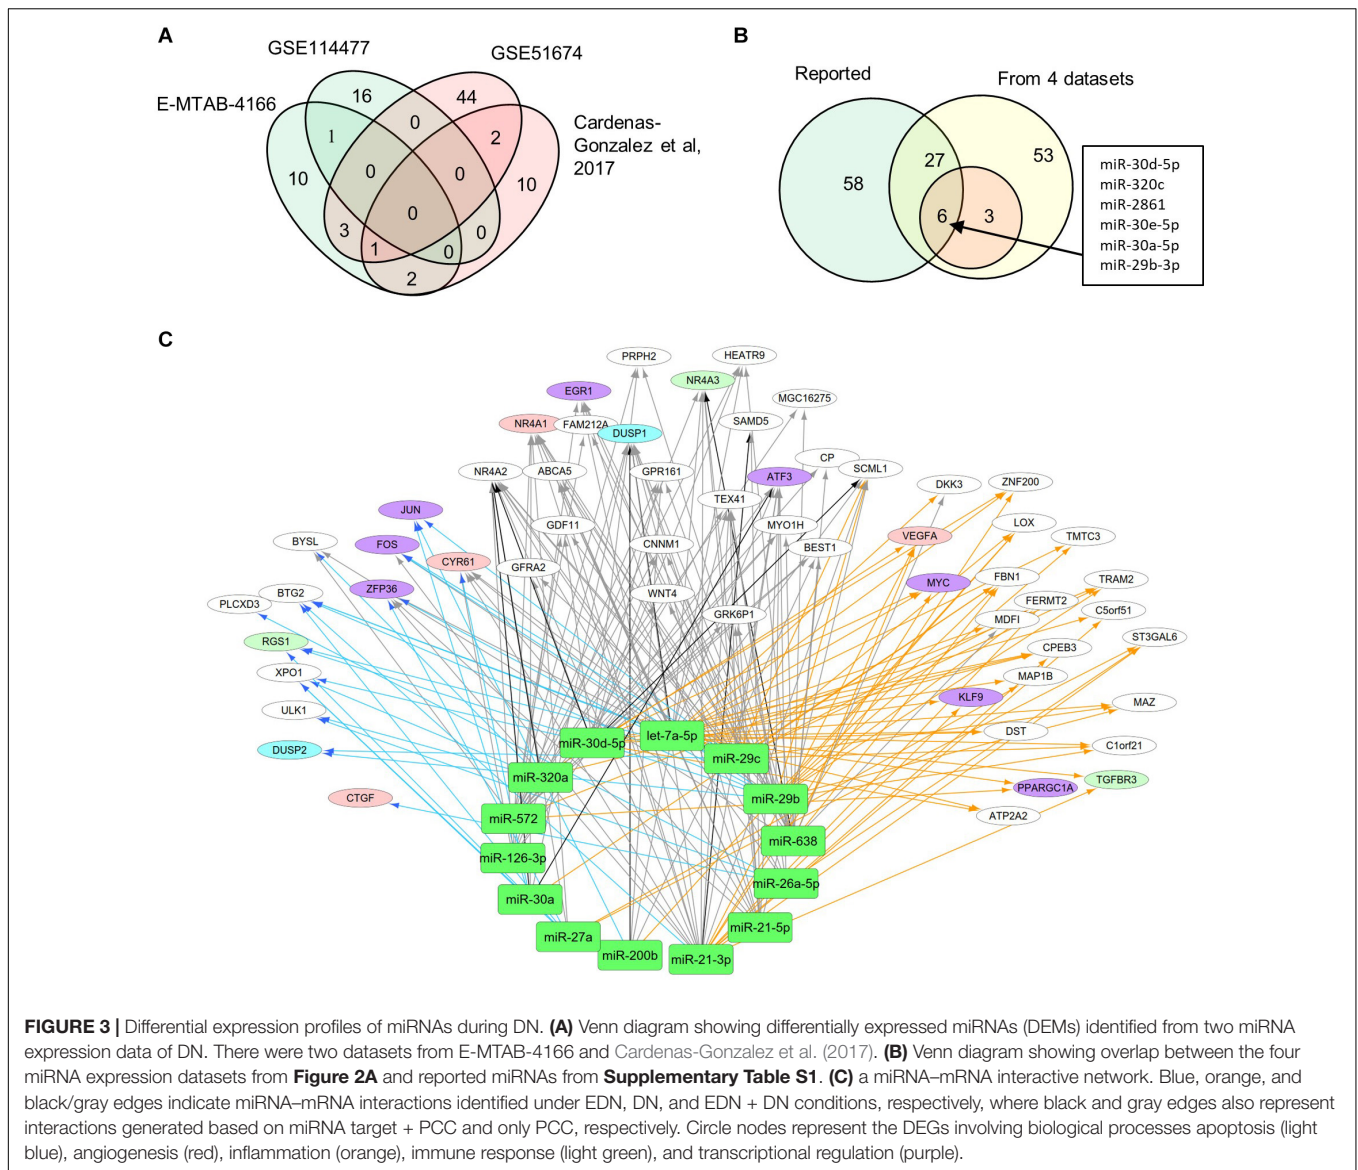 A
GSE114477
GSE51674
E-MTAB-4166
Cardenas-
Gonzalez et al,
2017
16
44
0
1
2
10
0
0
10
0
3
0
1
0
2
B
Reported
From 4 datasets
58
27
53
6
3
miR-30d-5p
miR-320c
miR-2861
miR-30e-5p
miR-30a-5p
miR-29b-3p
C
PRPH2
HEATR9
EGR1
NR4A3
MGC16275
NR4A1
FAM212A
DUSP1
SAMD5
NR4A2
ABCA5
GPR161
ATF3
CP
SCML1
DKK3
ZNF200
TEX41
JUN
GDF11
MYO1H
LOX
BYSL
FOS
CNNM1
BEST1
VEGFA
TMTC3
CYR61
GFRA2
BTG2
ZFP36
WNT4
MYC
FBN1
TRAM2
PLCXD3
GRK6P1
FERMT2
C5orf51
RGS1
MDFI
ST3GAL6
XPO1
CPEB3
MAP1B
ULK1
KLF9
MAZ
DUSP2
DST
C1orf21
CTGF
PPARGC1A
TGFBR3
ATP2A2
miR-30d-5p
let-7a-5p
miR-29c
miR-320a
miR-29b
miR-572
miR-638
miR-126-3p
miR-26a-5p
miR-30a
miR-21-5p
miR-27a
miR-200b
miR-21-3p
FIGURE 3 | Differential expression profiles of miRNAs during DN. (A) Venn diagram showing differentially expressed miRNAs (DEMs) identified from two miRNA
expression data of DN. There were two datasets from E-MTAB-4166 and Cardenas-Gonzalez et al. (2017). (B) Venn diagram showing overlap between the four
miRNA expression datasets from Figure 2A and reported miRNAs from Supplementary Table S1. (C) a miRNA–mRNA interactive network. Blue, orange, and
black/gray edges indicate miRNA–mRNA interactions identified under EDN, DN, and EDN + DN conditions, respectively, where black and gray edges also represent
interactions generated based on miRNA target + PCC and only PCC, respectively. Circle nodes represent the DEGs involving biological processes apoptosis (light
blue), angiogenesis (red), inflammation (orange), immune response (light green), and transcriptional regulation (purple).